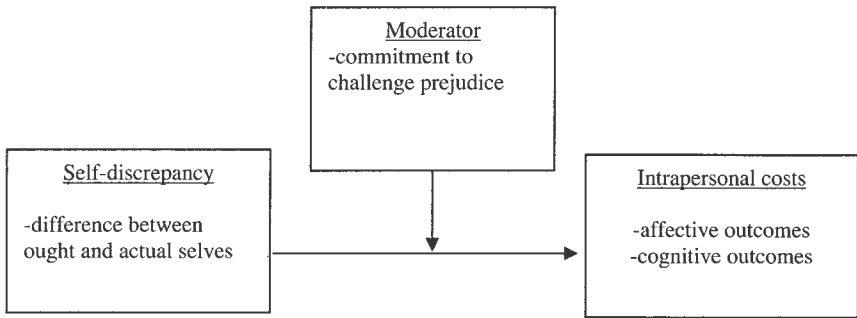 Moderator
-commitment to
challenge prejudice
Self-discrepancy
-difference between
ought and actual selves
Intrapersonal costs
-affective outcomes
-cognitive outcomes